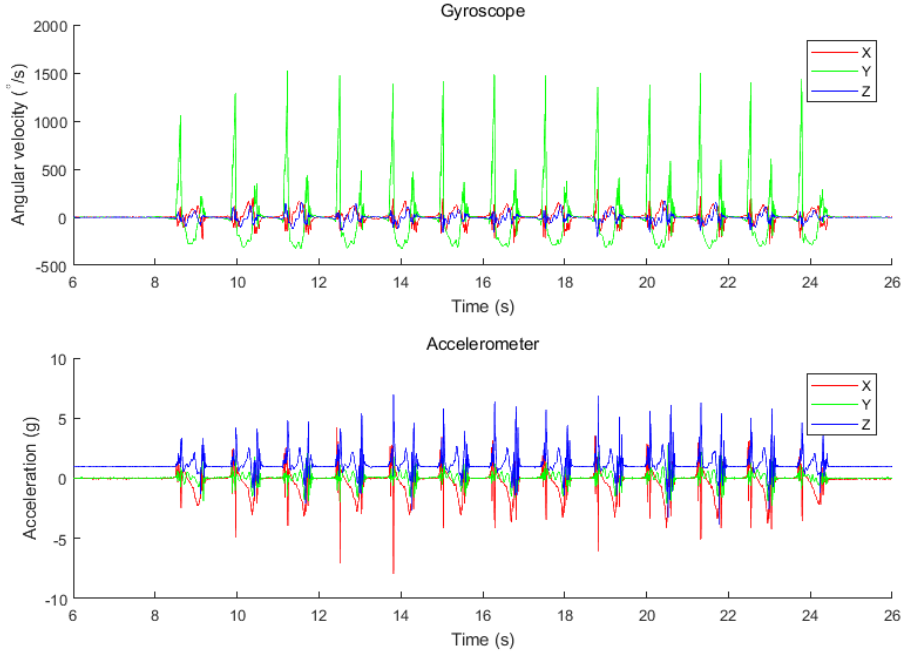 Gyroscope
2000
1500
1000
500
0
-500
Angular velocity (°/s)
X
Y
Z
6 8 10 12 14 16 18 20 22 24 26
Time (s)
Accelerometer
10
5
0
-5
-10
Acceleration (g)
X
Y
Z
6 8 10 12 14 16 18 20 22 24 26
Time (s)